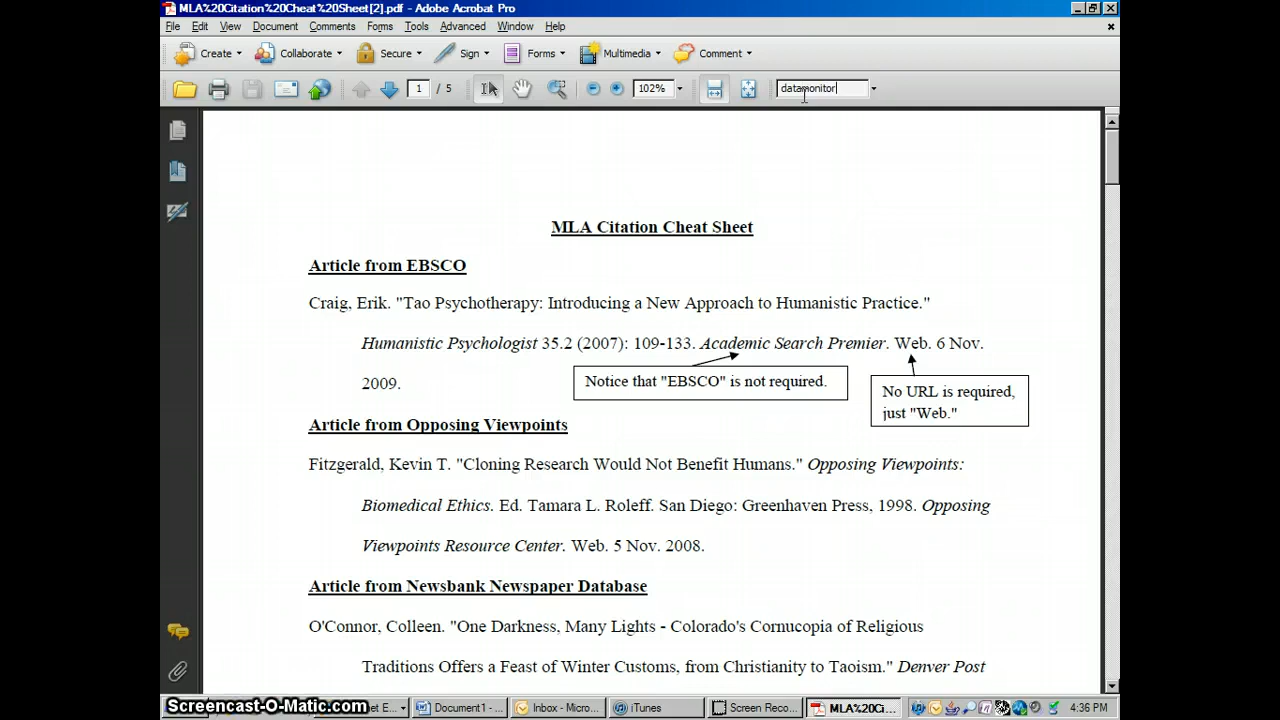 MLA%20Citation%20Cheat%20Sheet[2].pdf - Adobe Acrobat Pro
File Edit View Document Comments Forms Tools Advanced Window Help
Create Collaborate Secure Sign Forms Multimedia Comment
1 / 5 102% datamonitor
MLA Citation Cheat Sheet
Article from EBSCO
Craig, Erik. "Tao Psychotherapy: Introducing a New Approach to Humanistic Practice."
Humanistic Psychologist 35.2 (2007): 109-133. Academic Search Premier. Web. 6 Nov.
2009.
Notice that "EBSCO" is not required.
No URL is required,
just "Web."
Article from Opposing Viewpoints
Fitzgerald, Kevin T. "Cloning Research Would Not Benefit Humans." Opposing Viewpoints:
Biomedical Ethics. Ed. Tamara L. Roleff. San Diego: Greenhaven Press, 1998. Opposing
Viewpoints Resource Center. Web. 5 Nov. 2008.
Article from Newsbank Newspaper Database
O'Connor, Colleen. "One Darkness, Many Lights - Colorado's Cornucopia of Religious
Traditions Offers a Feast of Winter Customs, from Christianity to Taoism." Denver Post
Screencast-O-Matic.com et E... Document1 - ... Inbox - Micro... iTunes Screen Reco... MLA%20Ci... 4:36 PM